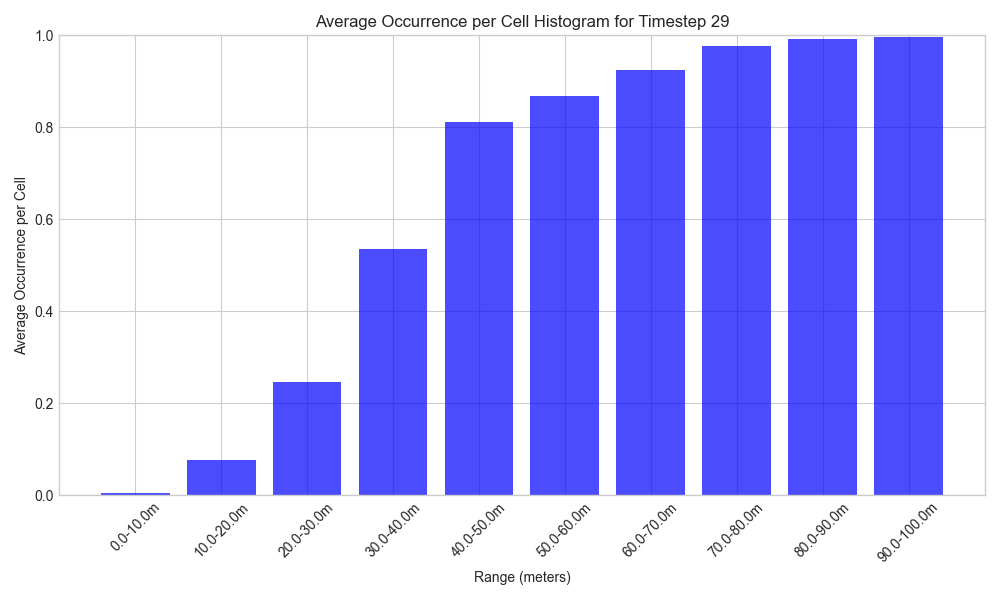 Average Occurrence per Cell Histogram for Timestep 29
1.0
0.8
0.6
0.4
0.2
0.0
Average Occurrence per Cell
0.0-10.0m
10.0-20.0m
20.0-30.0m
30.0-40.0m
40.0-50.0m
50.0-60.0m
60.0-70.0m
70.0-80.0m
80.0-90.0m
90.0-100.0m
Range (meters)